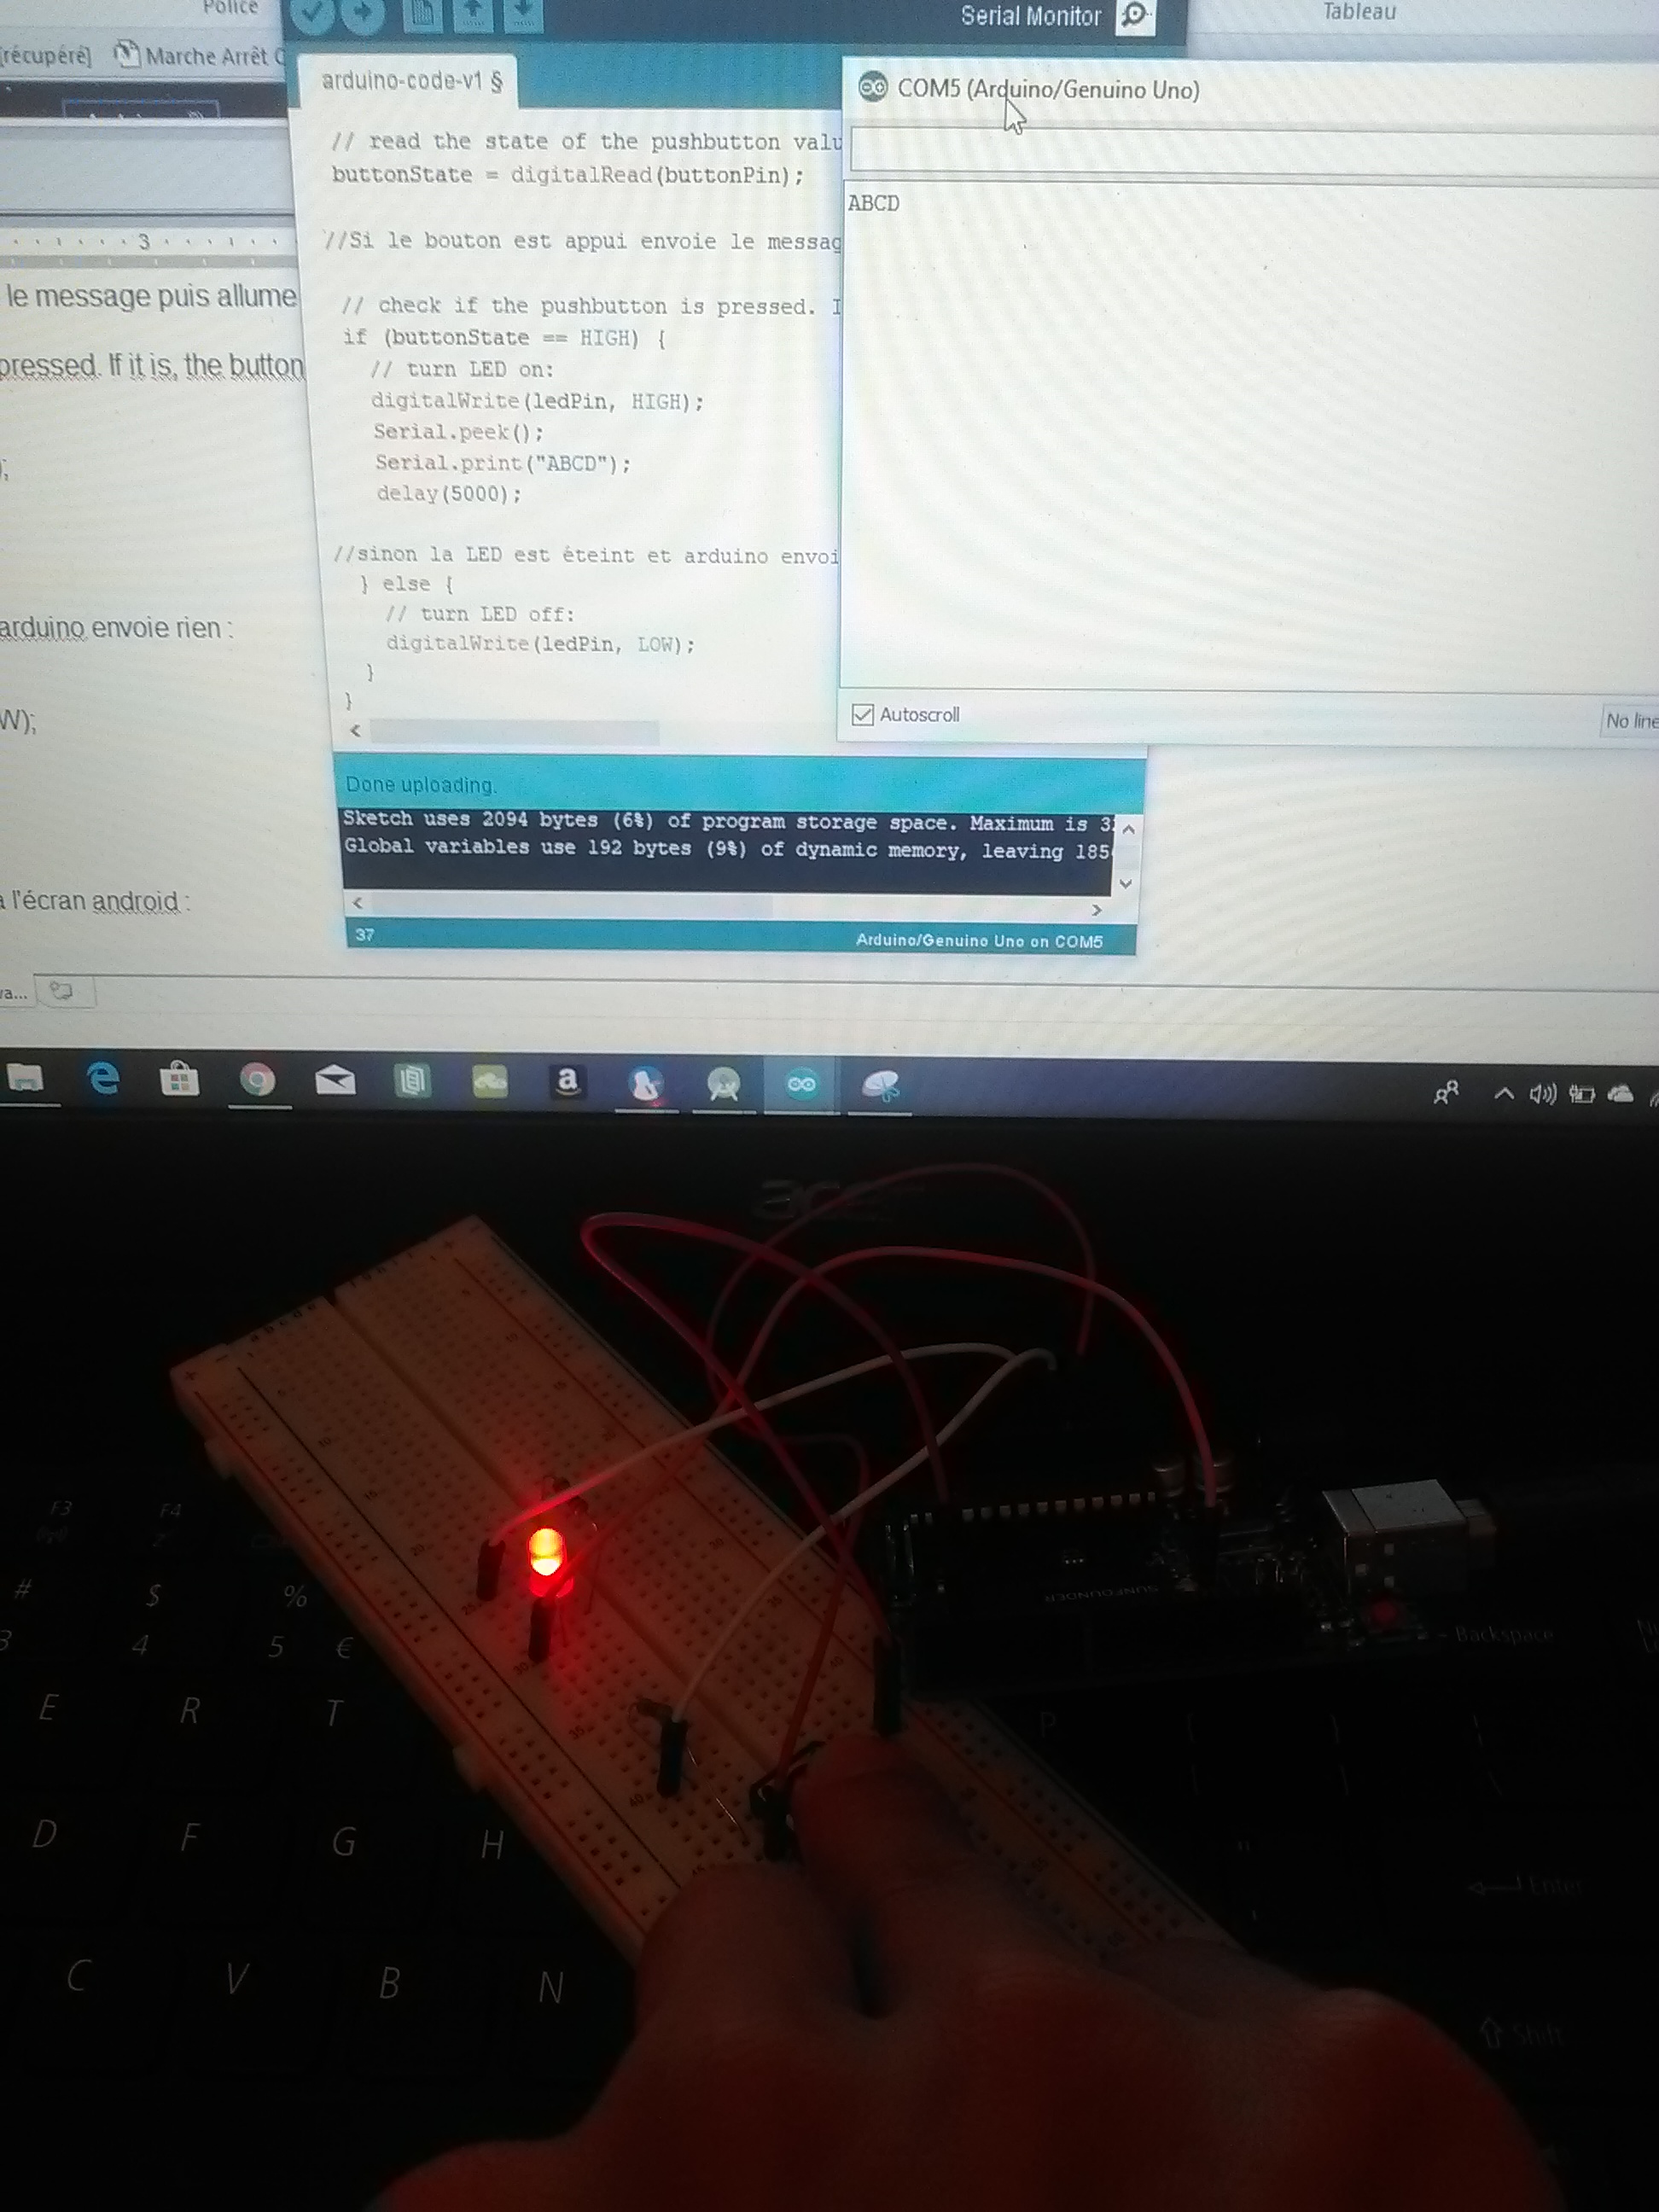 Police
Serial Monitor
Tableau
[récupéré]
Marche Arrêt
arduino-code-v1 §
COM5 (Arduino/Genuino Uno)
// read the state of the pushbutton valu
buttonState = digitalRead(buttonPin);
ABCD
//Si le bouton est appui envoie le messag
3
le message puis allume
// check if the pushbutton is pressed. I
if (buttonState == HIGH) {
pressed. If it is, the button
// turn LED on:
digitalWrite(ledPin, HIGH);
Serial.peek();
Serial.print("ABCD");
);
delay(5000);
//sinon la LED est éteint et arduino envoi
} else {
// turn LED off:
arduino envoie rien :
digitalWrite(ledPin, LOW);
}
}
W);
Autoscroll
No line
Done uploading.
Sketch uses 2094 bytes (6%) of program storage space. Maximum is 3
Global variables use 192 bytes (9%) of dynamic memory, leaving 185
à l'écran android :
37
Arduino/Genuino Uno on COM5
va...
a
acer
F3
F4
SUNFOUNDER
# $ %
3 4 5 €
Backspace
E R T
P
D F G H
Enter
C V B N
Shift